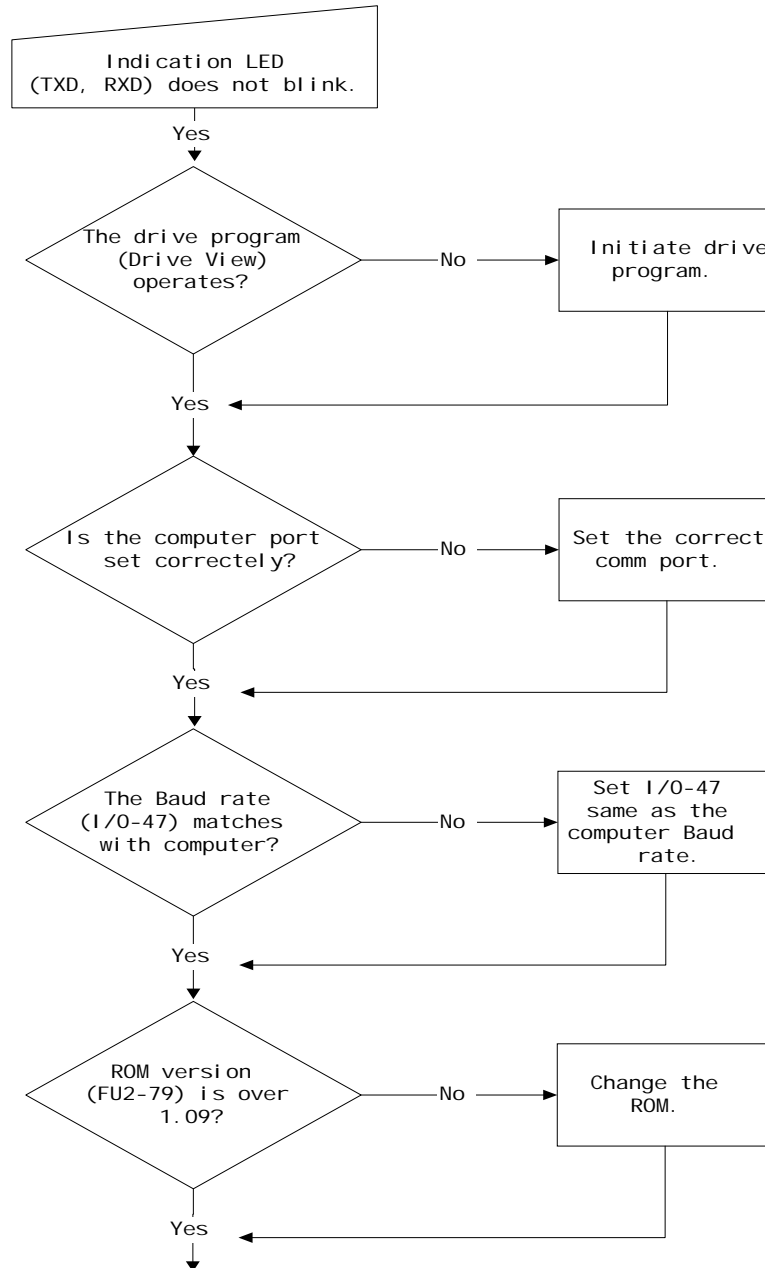 Indication LED
(TXD, RXD) does not blink.
Yes
The drive program
(Drive View)
operates?
No
Initiate drive
program.
Yes
Is the computer port
set correctely?
No
Set the correct
comm port.
Yes
The Baud rate
(I/O-47) matches
with computer?
No
Set I/O-47
same as the
computer Baud
rate.
Yes
ROM version
(FU2-79) is over
1.09?
No
Change the
ROM.
Yes